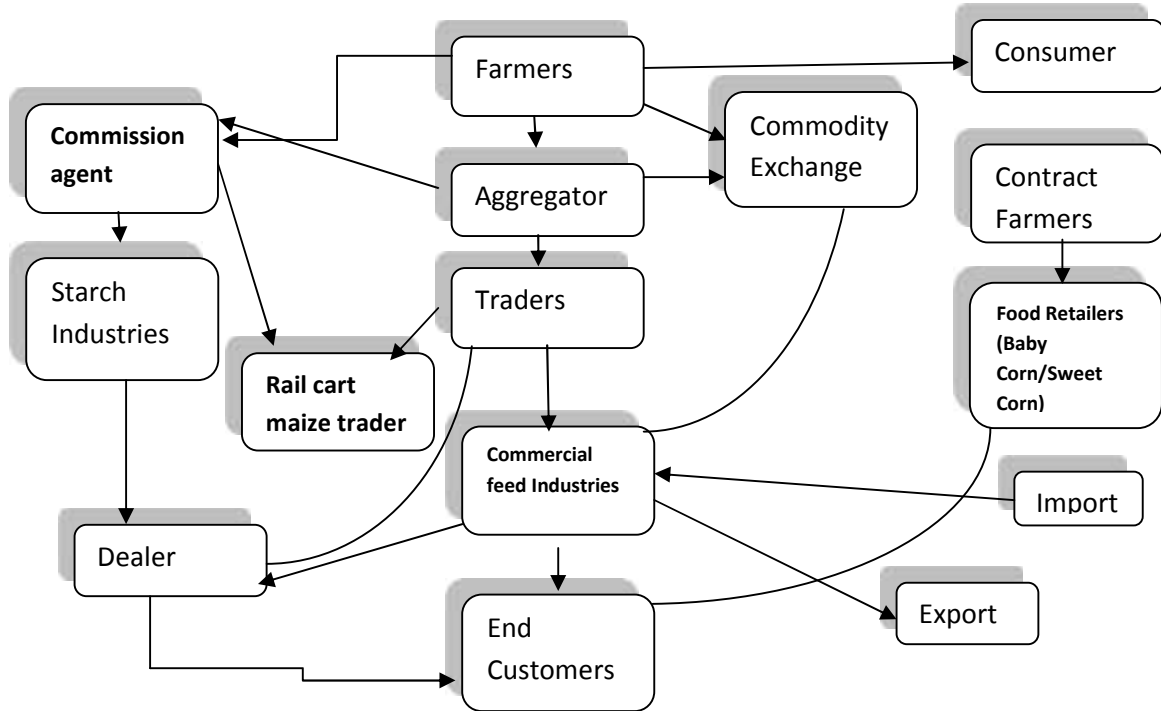 Farmers
Consumer
Commission
agent
Commodity
Exchange
Aggregator
Contract
Farmers
Starch
Industries
Traders
Food Retailers
(Baby
Corn/Sweet
Corn)
Rail cart
maize trader
Commercial
feed Industries
Import
Dealer
Export
End
Customers